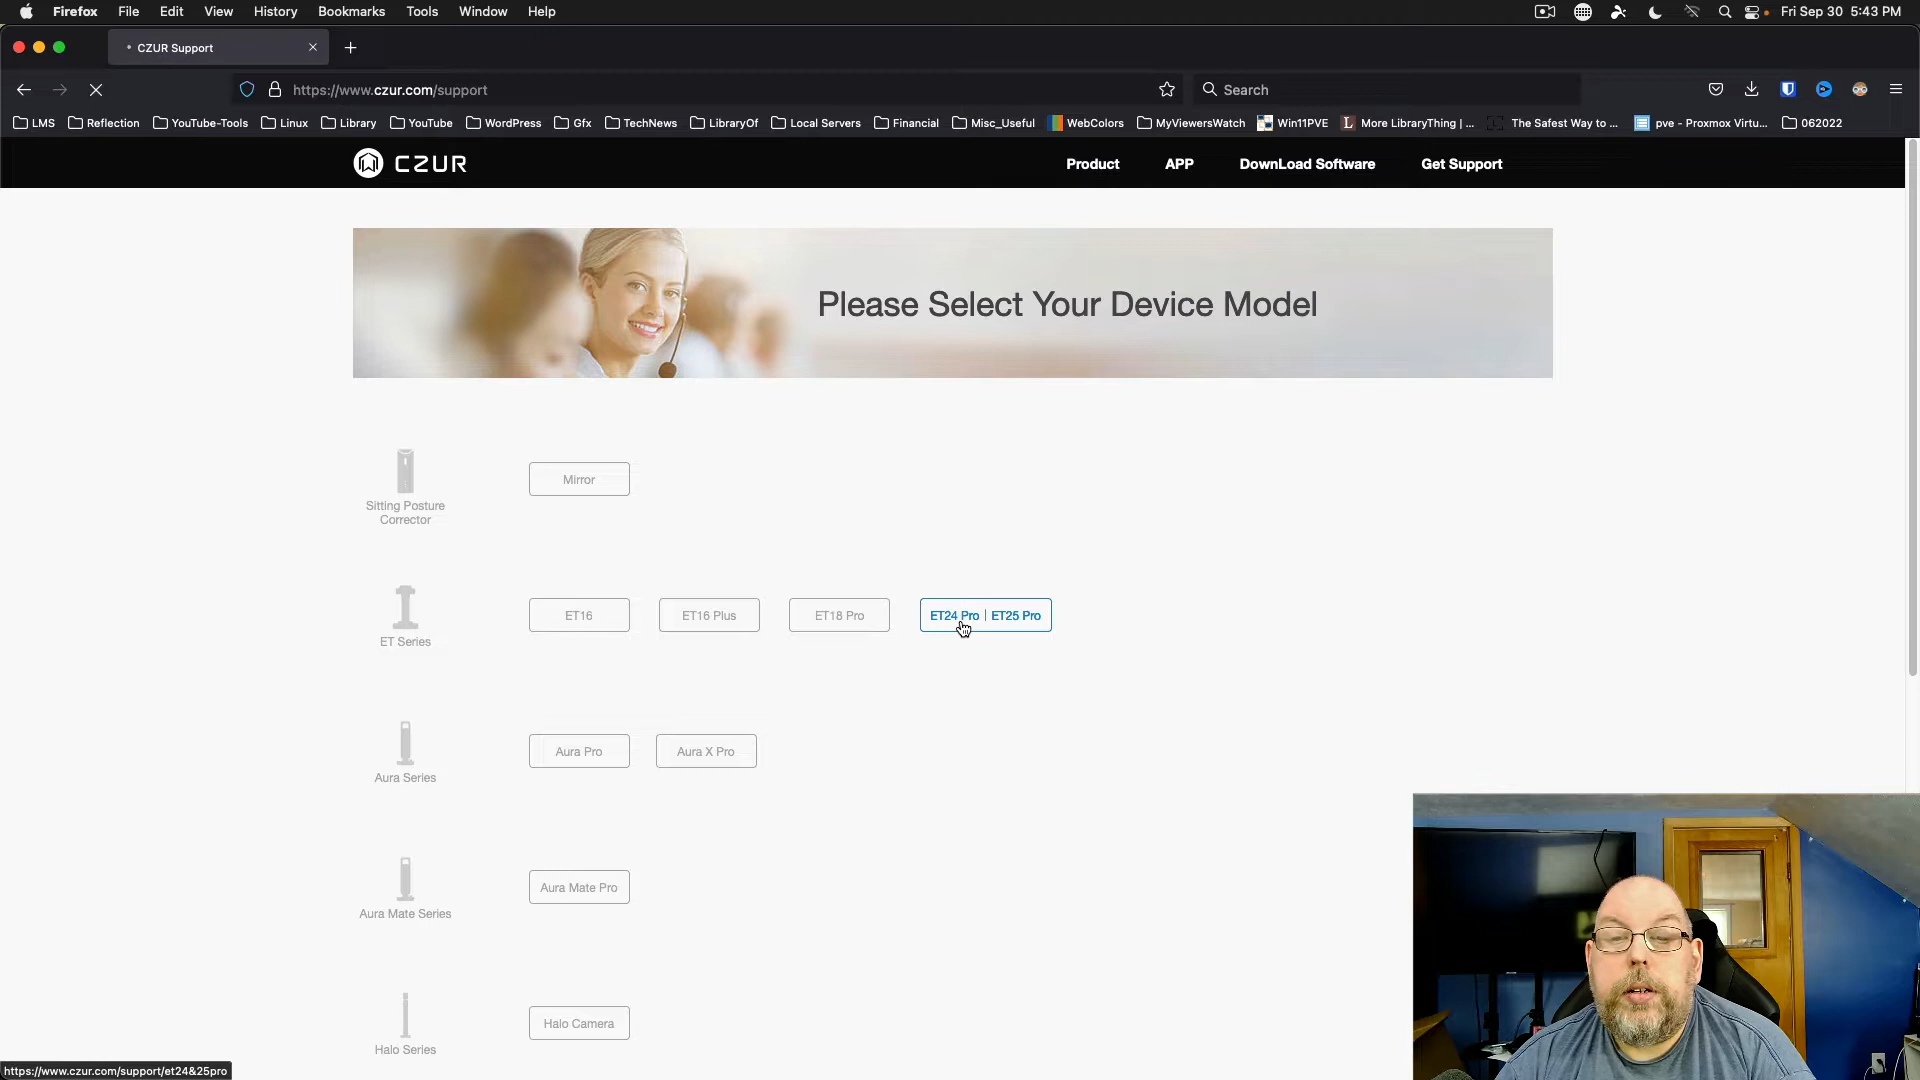 Firefox File Edit View History Bookmarks Tools Window Help Fri Sep 30 5:43 PM
CZUR Support
https://www.czur.com/support Search
LMS Reflection YouTube-Tools Linux Library YouTube WordPress Gfx TechNews LibraryOf Local Servers Financial Misc_Useful WebColors MyViewersWatch Win11PVE More LibraryThing | ... The Safest Way to ... pve - Proxmox Virtu... 062022
CZUR Product APP DownLoad Software Get Support
Please Select Your Device Model
Mirror
Sitting Posture
Corrector
ET16 ET16 Plus ET18 Pro ET24 Pro | ET25 Pro
ET Series
Aura Pro Aura X Pro
Aura Series
Aura Mate Pro
Aura Mate Series
Halo Camera
Halo Series
https://www.czur.com/support/et24&25pro